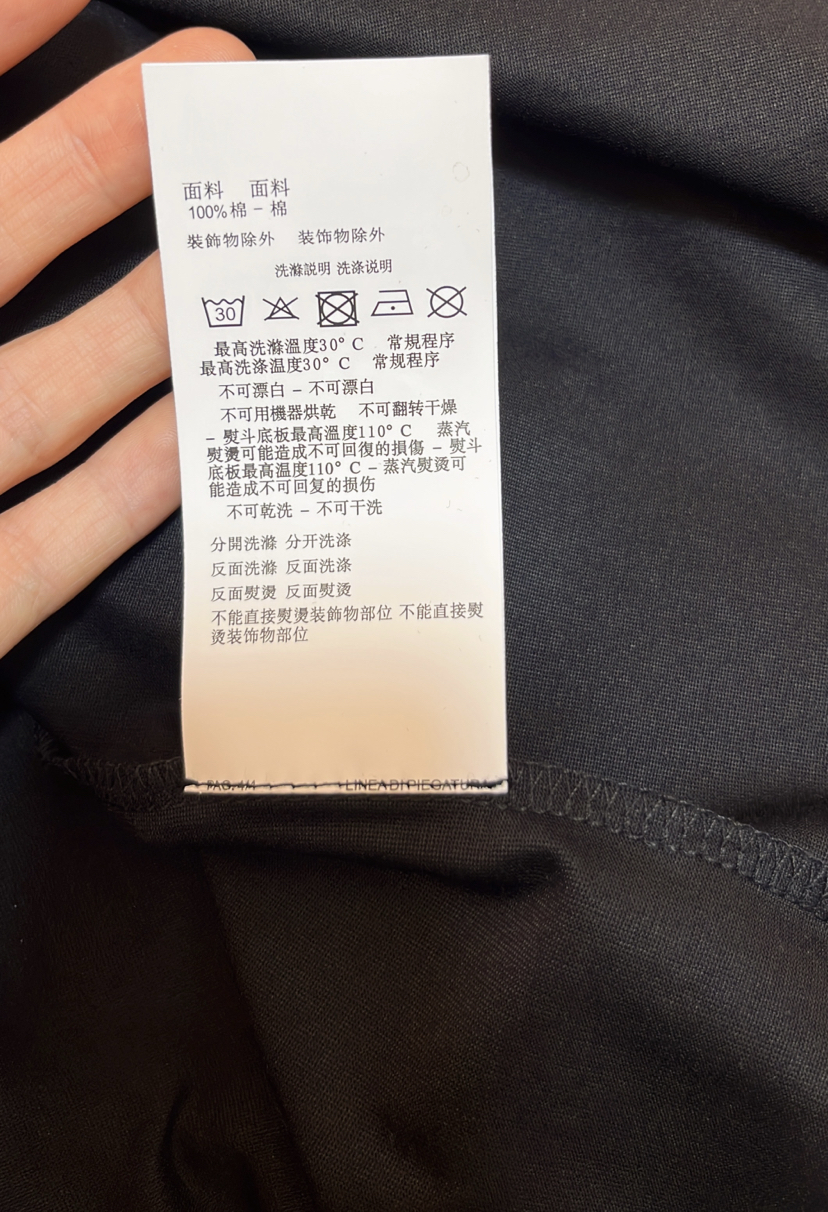 面料 面料
100%棉 – 棉
裝飾物除外 装饰物除外
洗滌説明 洗涤说明
30
最高洗滌溫度30° C 常規程序
最高洗涤温度30° C 常规程序
不可漂白 – 不可漂白
不可用機器烘乾 不可翻转干燥
– 熨斗底板最高溫度110° C 蒸汽
熨燙可能造成不可回復的損傷 – 熨斗
底板最高温度110° C – 蒸汽熨烫可
能造成不可回复的损伤
不可乾洗 – 不可干洗
分開洗滌 分开洗涤
反面洗滌 反面洗涤
反面熨燙 反面熨烫
不能直接熨燙裝飾物部位 不能直接熨
烫装饰物部位
PAG. 4/4 LINEA DI PIEGATURA